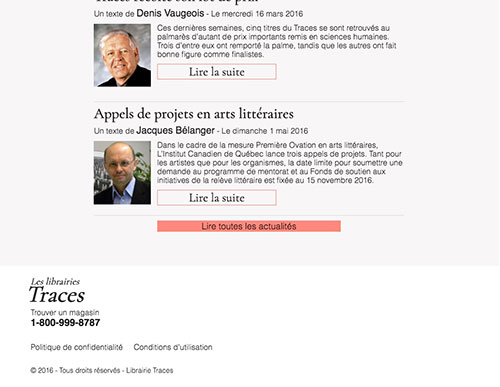 Un texte de Denis Vaugeois - Le mercredi 16 mars 2016
Ces dernières semaines, cinq titres du Traces se sont retrouvés au
palmarès d'autant de prix importants remis en sciences humaines.
Trois d'entre eux ont remporté la palme, tandis que les autres ont fait
bonne figure comme finalistes.
Lire la suite
Appels de projets en arts littéraires
Un texte de Jacques Bélanger - Le dimanche 1 mai 2016
Dans le cadre de la mesure Première Ovation en arts littéraires,
L'Institut Canadien de Québec lance trois appels de projets. Tant pour
les artistes que pour les organismes, la date limite pour soumettre une
demande au programme de mentorat et au Fonds de soutien aux
initiatives de la relève littéraire est fixée au 15 novembre 2016.
Lire la suite
Lire toutes les actualités
Les librairies
Traces
Trouver un magasin
1-800-999-8787
Politique de confidentialité Conditions d'utilisation
© 2016 - Tous droits réservés - Librairie Traces